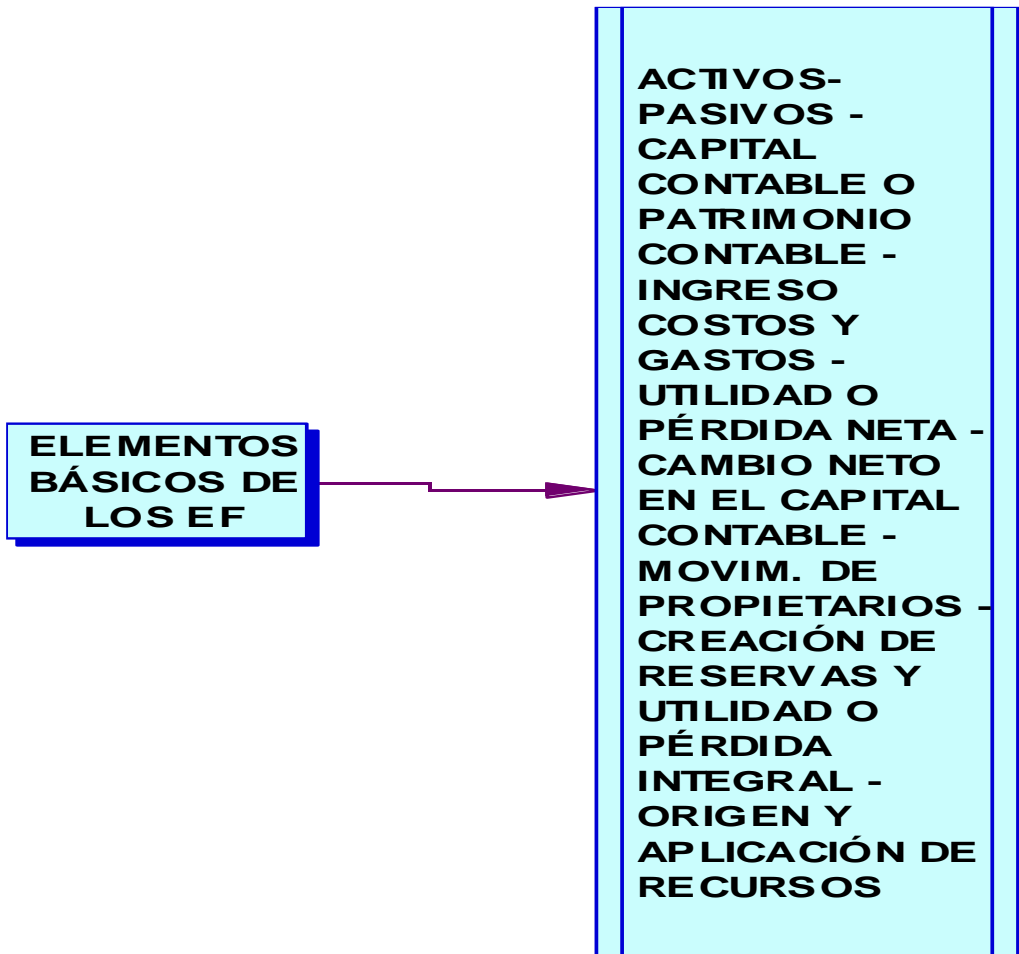 ELEMENTOS
BÁSICOS DE
LOS EF
ACTIVOS-
PASIVOS -
CAPITAL
CONTABLE O
PATRIMONIO
CONTABLE -
INGRESO
COSTOS Y
GASTOS -
UTILIDAD O
PÉRDIDA NETA -
CAMBIO NETO
EN EL CAPITAL
CONTABLE -
MOVIM. DE
PROPIETARIOS -
CREACIÓN DE
RESERVAS Y
UTILIDAD O
PÉRDIDA
INTEGRAL -
ORIGEN Y
APLICACIÓN DE
RECURSOS